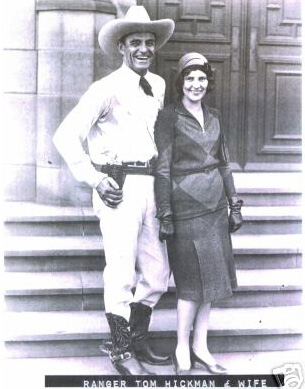 RANGER TOM HICKMAN & WIFE